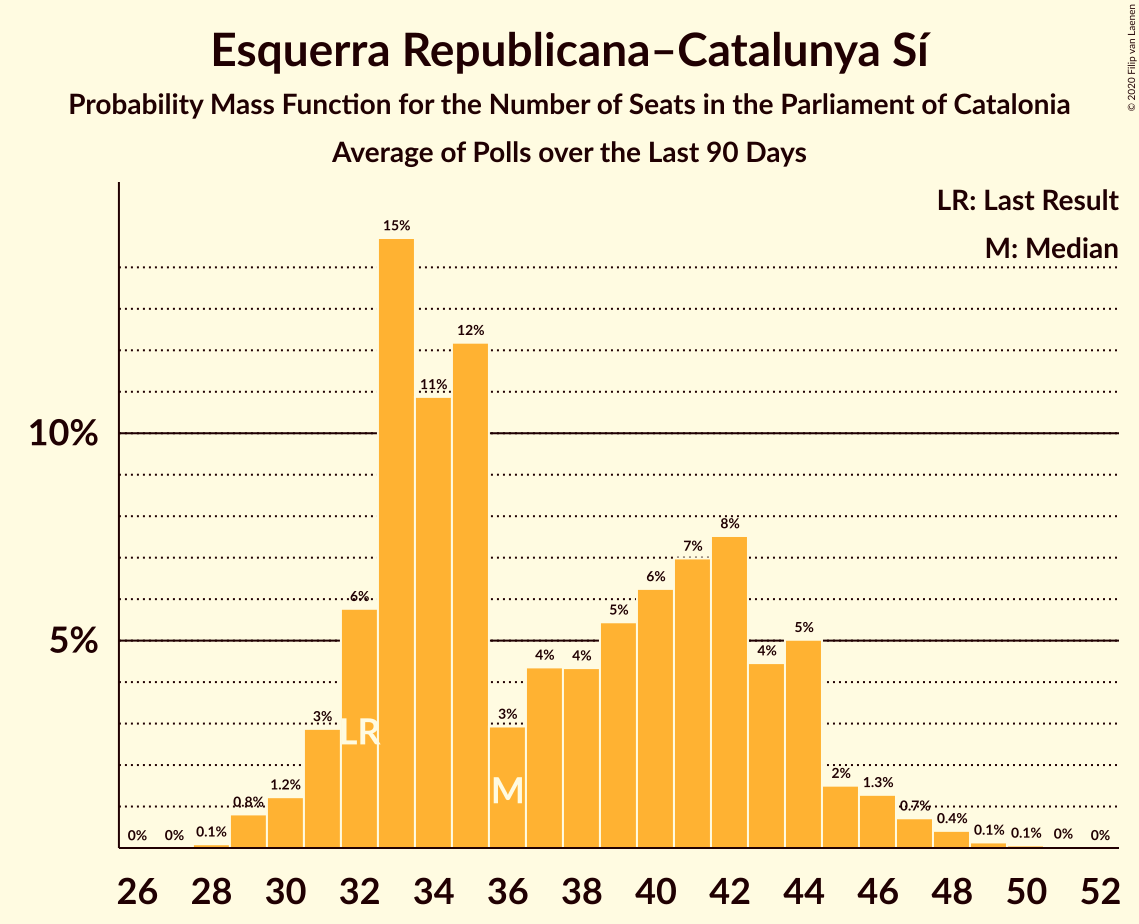 Esquerra Republicana–Catalunya Sí
Probability Mass Function for the Number of Seats in the Parliament of Catalonia
Average of Polls over the Last 90 Days
© 2020 Filip van Laenen
LR: Last Result
M: Median
10%
5%
0% 0% 0.1% 0.8% 1.2% 3% 6% 15% 11% 12% 3% 4% 4% 5% 6% 7% 8% 4% 5% 2% 1.3% 0.7% 0.4% 0.1% 0.1% 0% 0%
LR
M
26 28 30 32 34 36 38 40 42 44 46 48 50 52